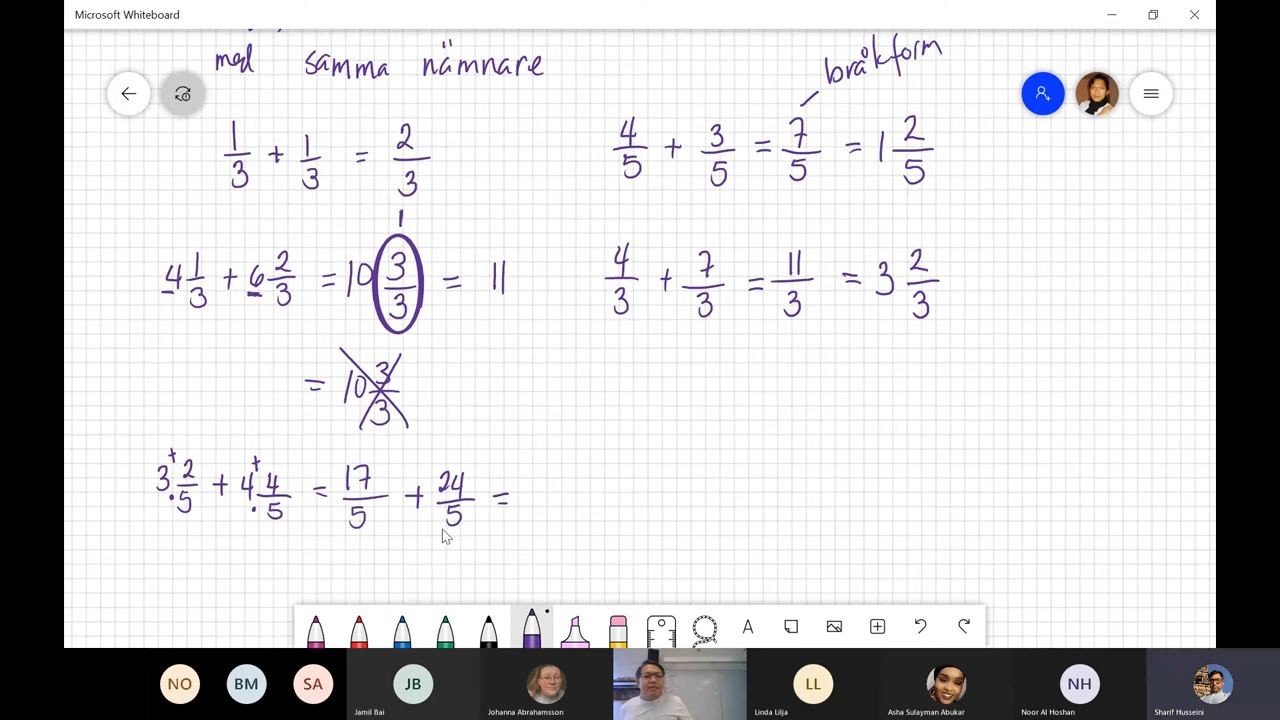 Microsoft Whiteboard
med samma nämnare
bråkform
1/3 + 1/3 = 2/3
4/5 + 3/5 = 7/5 = 1 2/5
1
4 1/3 + 6 2/3 = 10 3/3 = 11
4/3 + 7/3 = 11/3 = 3 2/3
= 10 3/3
+ +
3 · 2/5 + 4 · 4/5 = 17/5 + 24/5 =
A
NO BM SA JB LL NH
Jamil Bai Johanna Abrahamsson Linda Lilja Asha Sulayman Abukar Noor Al Hoshan Sharif Husseini